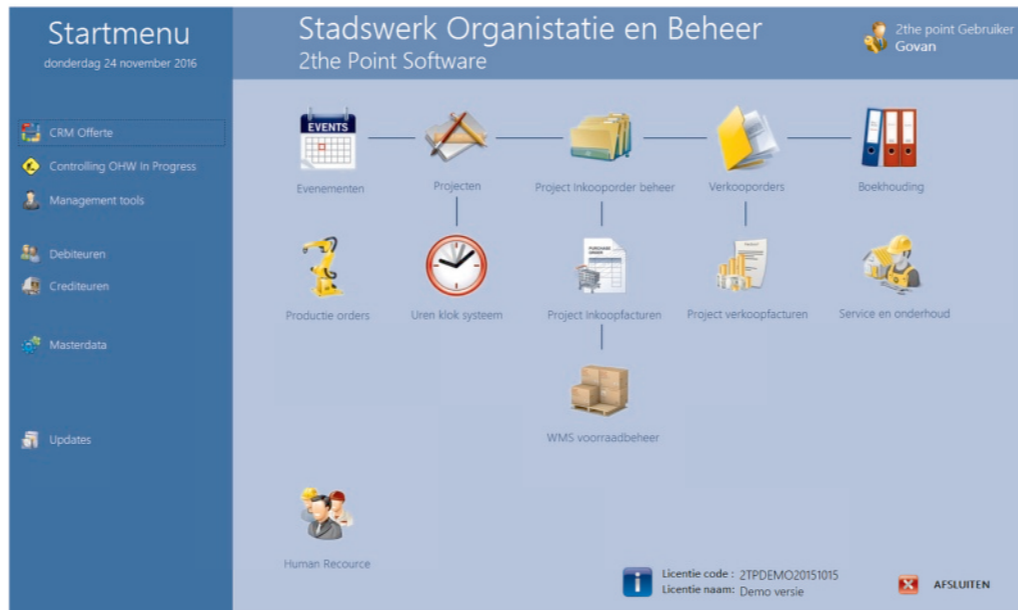 Startmenu
donderdag 24 november 2016
Stadswerk Organistatie en Beheer
2the Point Software
2the point Gebruiker
Govan
CRM Offerte
Controlling OHW In Progress
Management tools
Debiteuren
Crediteuren
Masterdata
Updates
EVENTS
Evenementen
Projecten
Project Inkooporder beheer
Verkooporders
Boekhouding
PURCHASE ORDER
Productie orders
Uren klok systeem
Project Inkoopfacturen
Project verkoopfacturen
Service en onderhoud
WMS voorraadbeheer
Human Recource
Licentie code : 2TPDEMO20151015
Licentie naam: Demo versie
AFSLUITEN